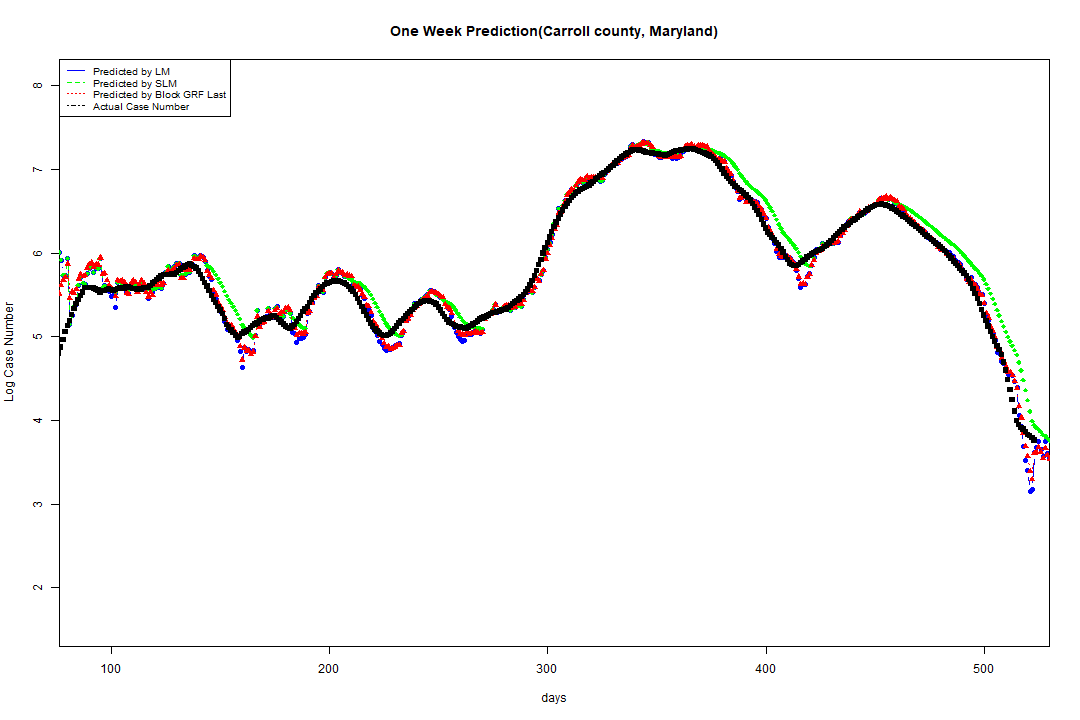 One Week Prediction(Carroll county, Maryland)
Predicted by LM
Predicted by SLM
Predicted by Block GRF Last
Actual Case Number
Log Case Number
8
7
6
5
4
3
2
100
200
300
400
500
days